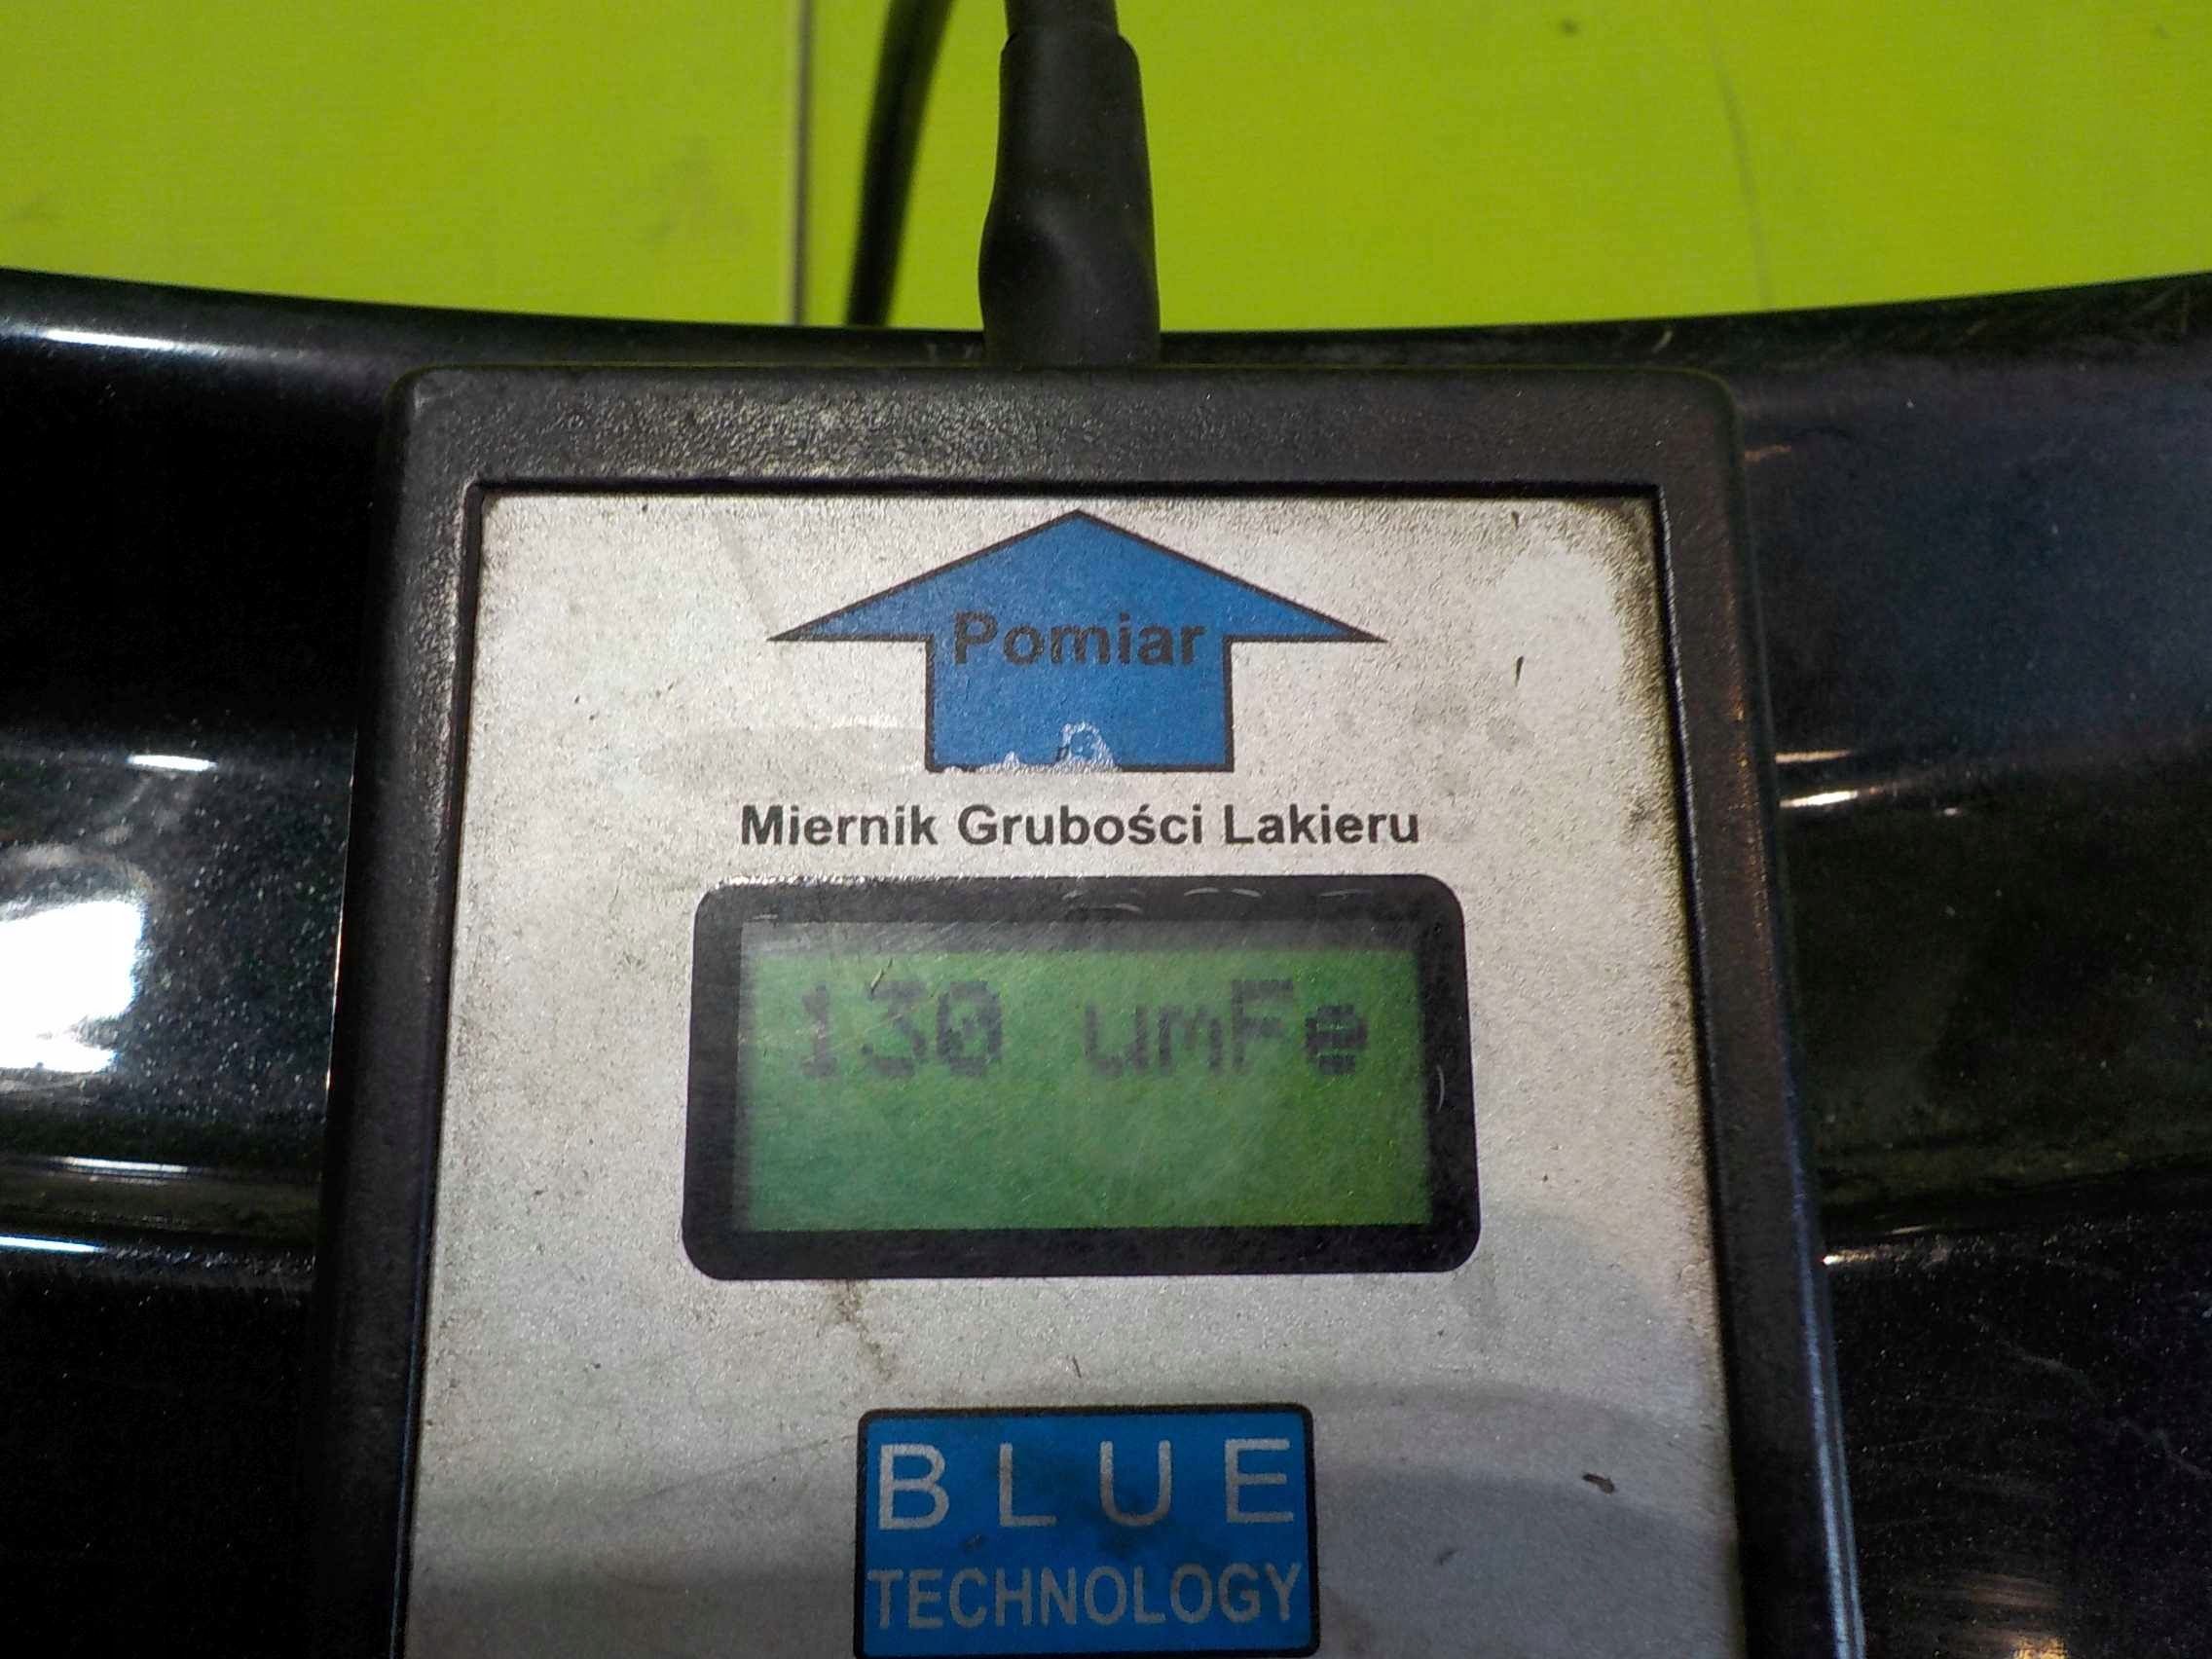 Pomiar
Miernik Grubości Lakieru
130 umFe
BLUE
TECHNOLOGY